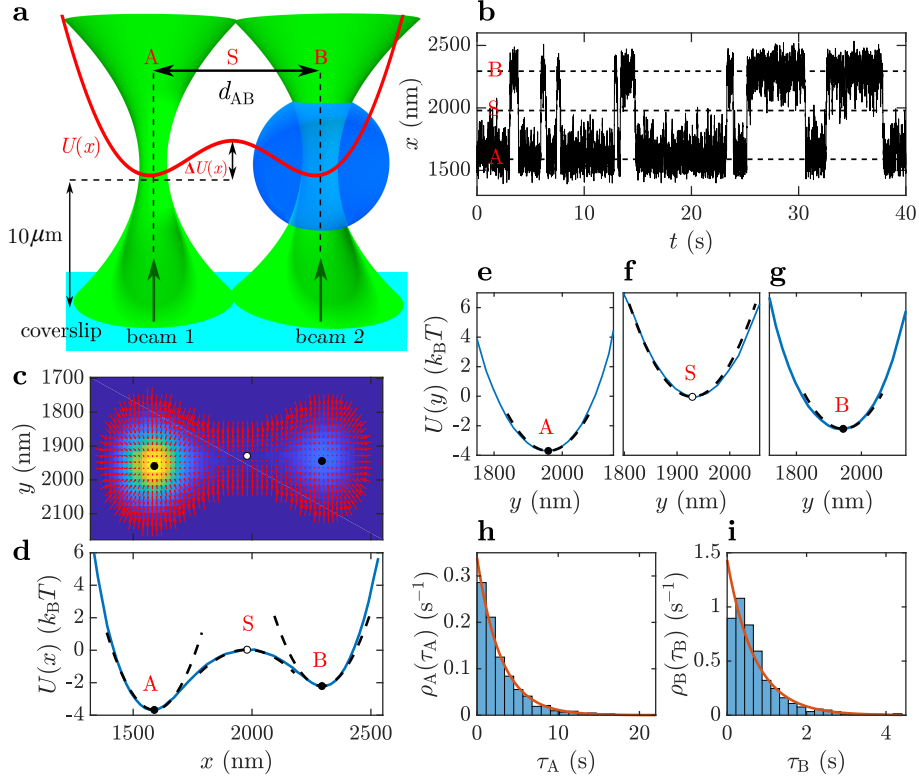 a
A S B
d_AB
U(x)
ΔU(x)
10 μm
coverslip
beam 1 beam 2
b
x (nm)
2500
2000
1500
B
S
A
0 10 20 30 40
t (s)
c
y (nm)
1700
1800
1900
2000
2100
d
U(x) (k_BT)
6
4
2
0
-2
-4
A
S
B
1500 2000 2500
x (nm)
e
U(y) (k_BT)
6
4
2
0
-2
-4
A
1800 2000
y (nm)
f
S
1800 1900 2000
y (nm)
g
B
1800 2000
y (nm)
h
ρ_A(τ_A) (s⁻¹)
0.3
0.2
0.1
0
0 10 20
τ_A (s)
i
ρ_B(τ_B) (s⁻¹)
1.5
1
0.5
0
0 2 4
τ_B (s)